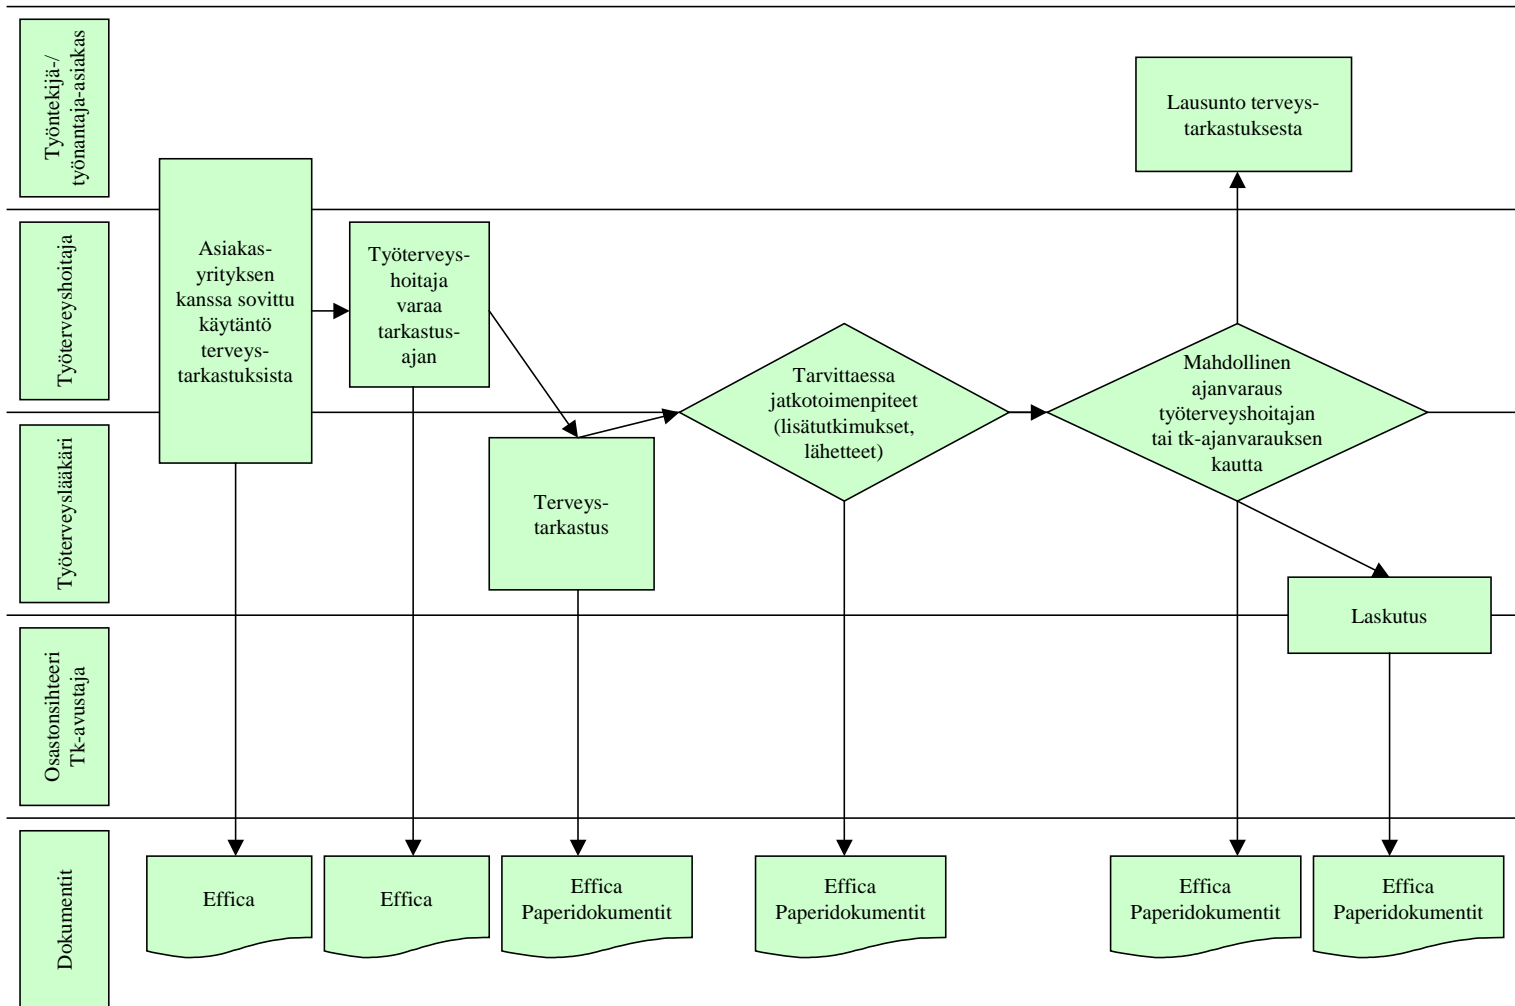 Työntekijä-/
työnantaja-asiakas
Lausunto terveys-
tarkastuksesta
Työterveyshoitaja
Asiakas-
yrityksen
kanssa sovittu
käytäntö
terveys-
tarkastuksista
Työterveys-
hoitaja
varaa
tarkastus-
ajan
Tarvittaessa
jatkotoimenpiteet
(lisätutkimukset,
lähetteet)
Mahdollinen
ajanvaraus
työterveyshoitajan
tai tk-ajanvarauksen
kautta
Työterveyslääkäri
Terveys-
tarkastus
Laskutus
Osastonsihteeri
Tk-avustaja
Dokumentit
Effica
Effica
Effica
Paperidokumentit
Effica
Paperidokumentit
Effica
Paperidokumentit
Effica
Paperidokumentit